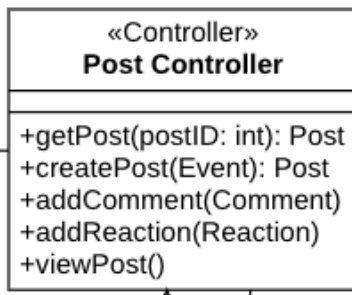 «Controller»
Post Controller
+getPost(postID: int): Post
+createPost(Event): Post
+addComment(Comment)
+addReaction(Reaction)
+viewPost()